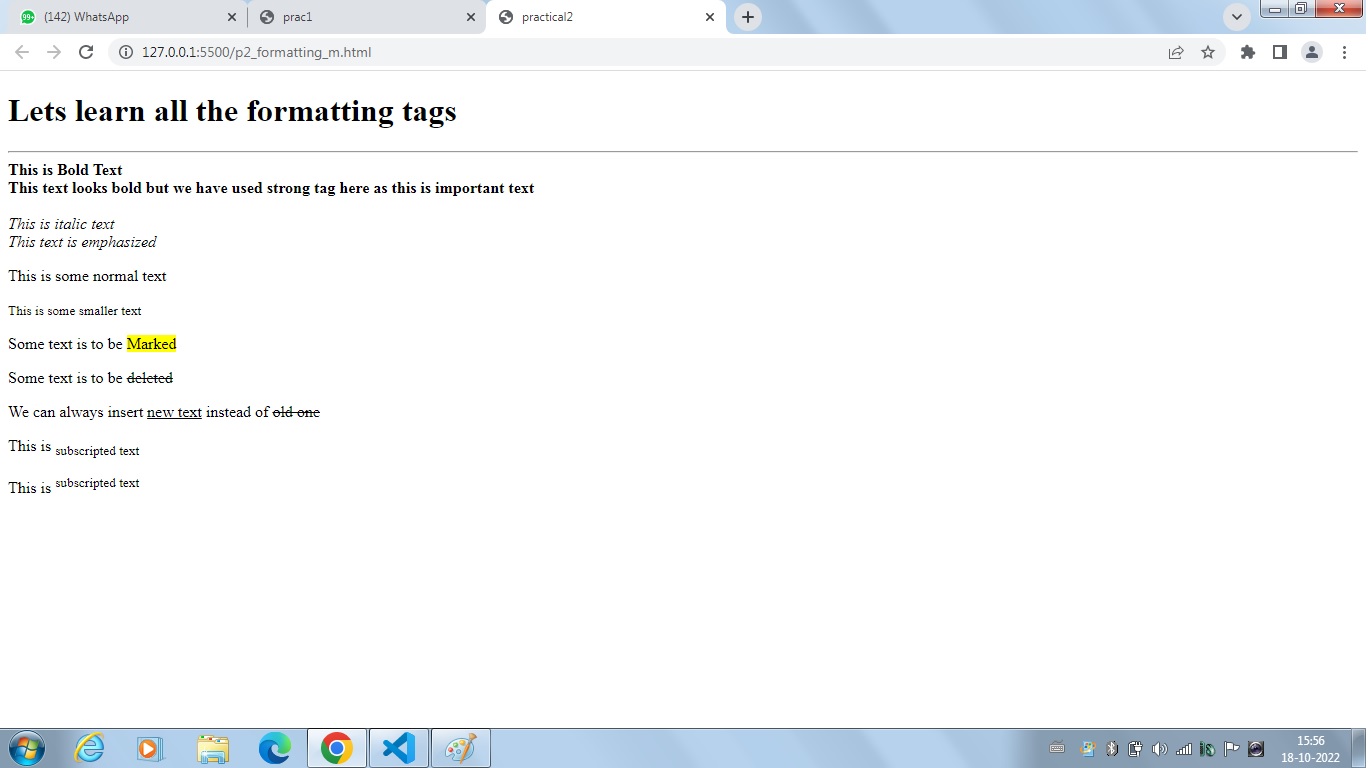 (142) WhatsApp
prac1
practical2
127.0.0.1:5500/p2_formatting_m.html
Lets learn all the formatting tags
This is Bold Text
This text looks bold but we have used strong tag here as this is important text
This is italic text
This text is emphasized
This is some normal text
This is some smaller text
Some text is to be Marked
Some text is to be deleted
We can always insert new text instead of old one
This is subscripted text
This is subscripted text
15:56
18-10-2022